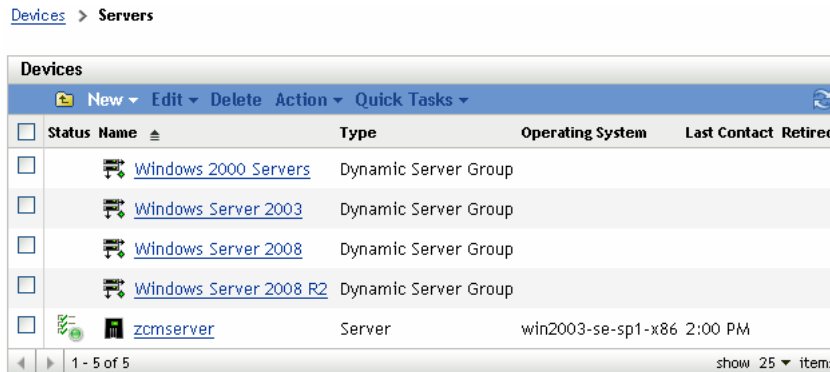 Devices > Servers
Devices
New Edit Delete Action Quick Tasks
Status Name Type Operating System Last Contact Retired
Windows 2000 Servers Dynamic Server Group
Windows Server 2003 Dynamic Server Group
Windows Server 2008 Dynamic Server Group
Windows Server 2008 R2 Dynamic Server Group
zcmserver Server win2003-se-sp1-x86 2:00 PM
1 - 5 of 5 show 25 items